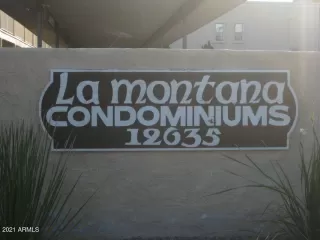 La montana
CONDOMINIUMS
12635
2021 ARMLS